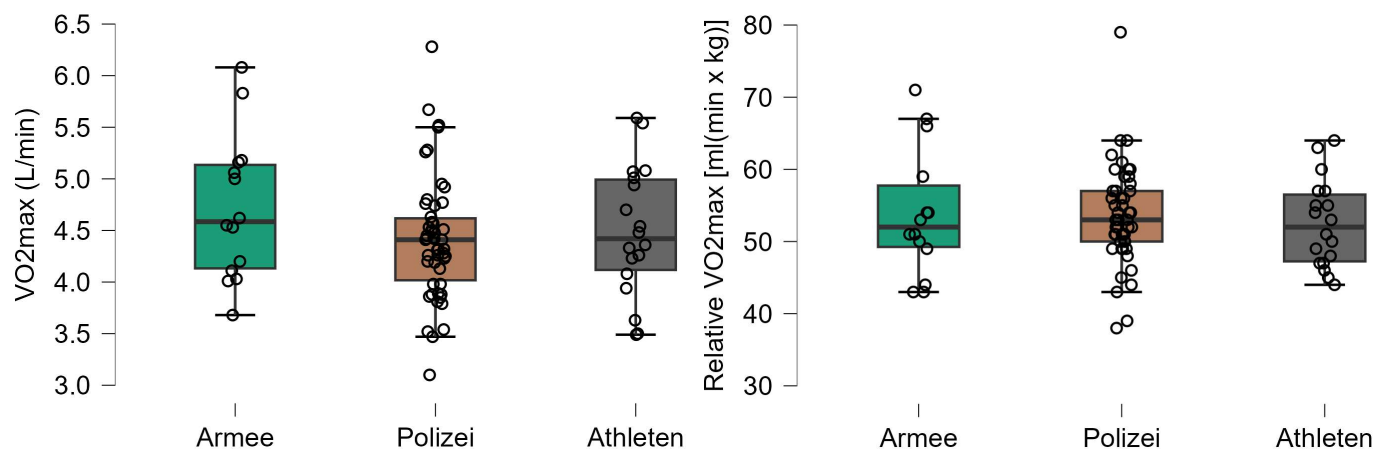 VO2max (L/min)
6.5
6.0
5.5
5.0
4.5
4.0
3.5
3.0
Armee
Polizei
Athleten
Relative VO2max [ml(min x kg)]
80
70
60
50
40
30
Armee
Polizei
Athleten